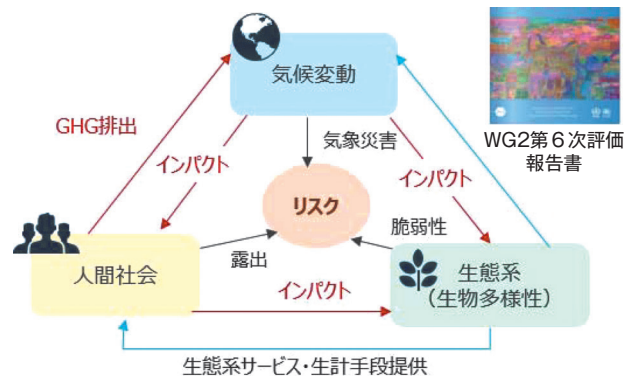 気候変動
WG2第6次評価
報告書
GHG排出
インパクト
気象災害
インパクト
リスク
脆弱性
露出
人間社会
インパクト
生態系
(生物多様性)
生態系サービス・生計手段提供